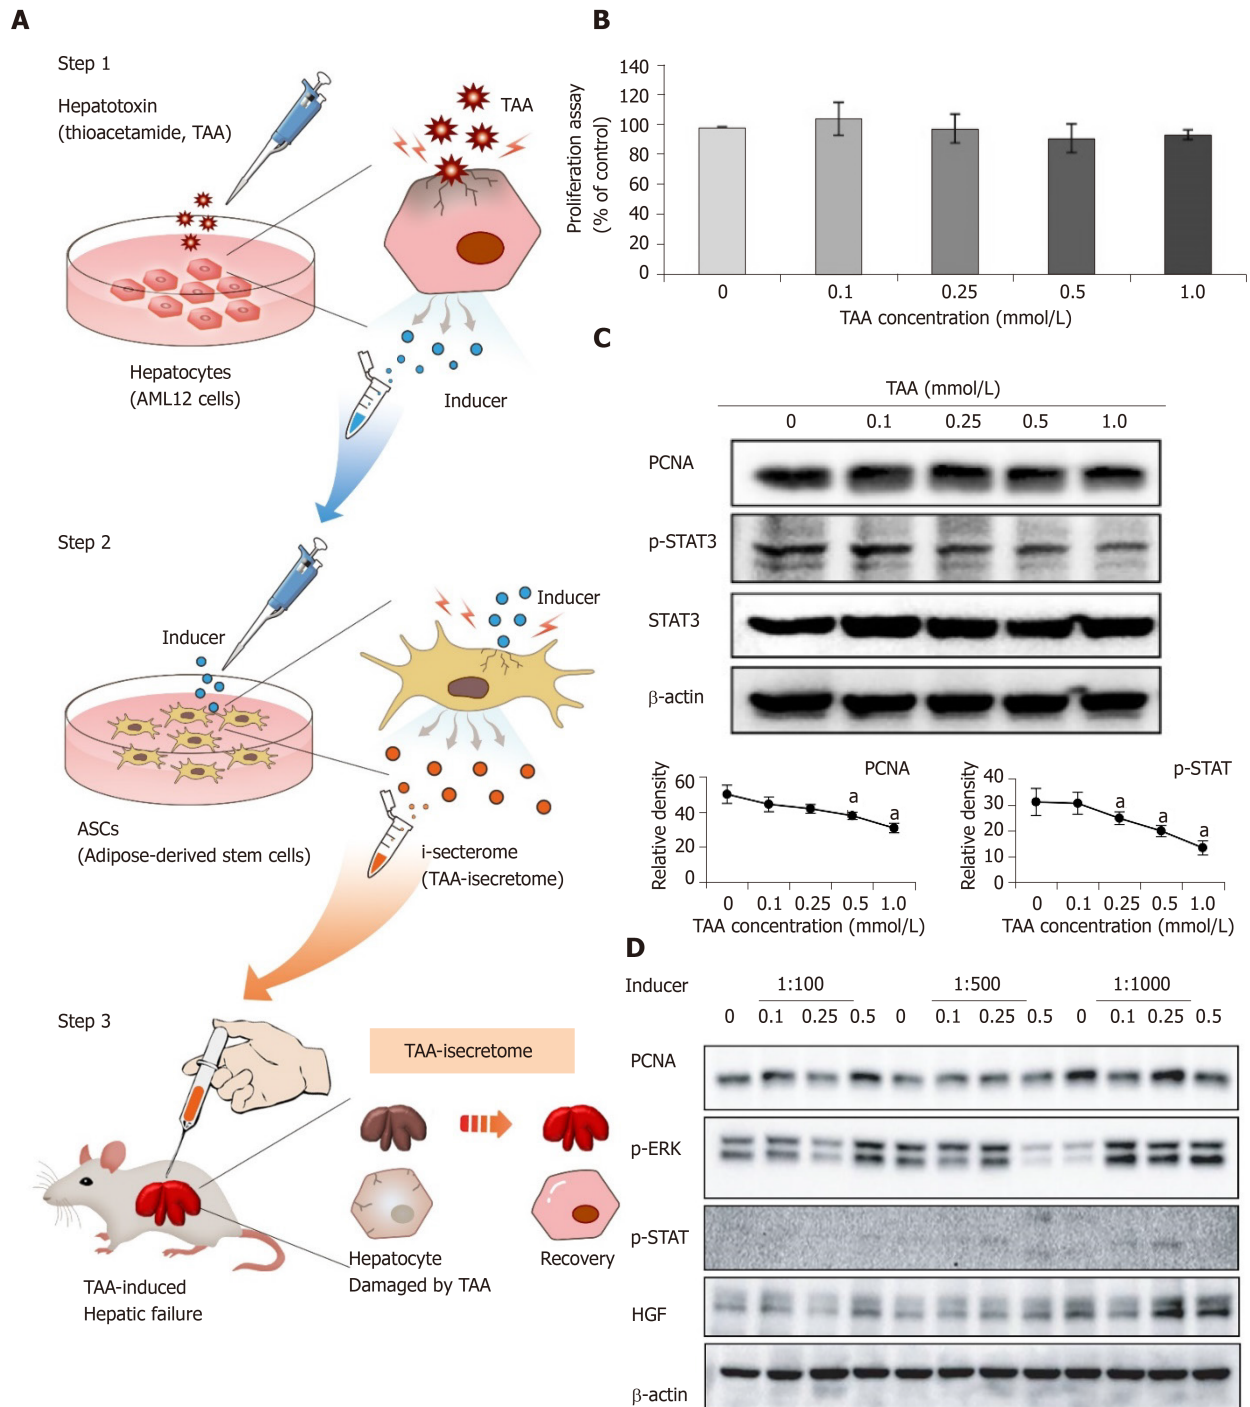 A
Step 1
Hepatotoxin
(thioacetamide, TAA)
TAA
Hepatocytes
(AML12 cells)
Inducer
Step 2
Inducer
Inducer
ASCs
(Adipose-derived stem cells)
i-secterome
(TAA-isecretome)
Step 3
TAA-isecretome
TAA-induced
Hepatic failure
Hepatocyte
Damaged by TAA
Recovery
B
Proliferation assay
(% of control)
140
120
100
80
60
40
20
0
0 0.1 0.25 0.5 1.0
TAA concentration (mmol/L)
C
TAA (mmol/L)
0 0.1 0.25 0.5 1.0
PCNA
p-STAT3
STAT3
β-actin
PCNA
Relative density
60
40
20
0
a a
0 0.1 0.25 0.5 1.0
TAA concentration (mmol/L)
p-STAT
Relative density
40
30
20
10
0
a a a
0 0.1 0.25 0.5 1.0
TAA concentration (mmol/L)
D
Inducer 1:100 1:500 1:1000
0 0.1 0.25 0.5 0 0.1 0.25 0.5 0 0.1 0.25 0.5
PCNA
p-ERK
p-STAT
HGF
β-actin